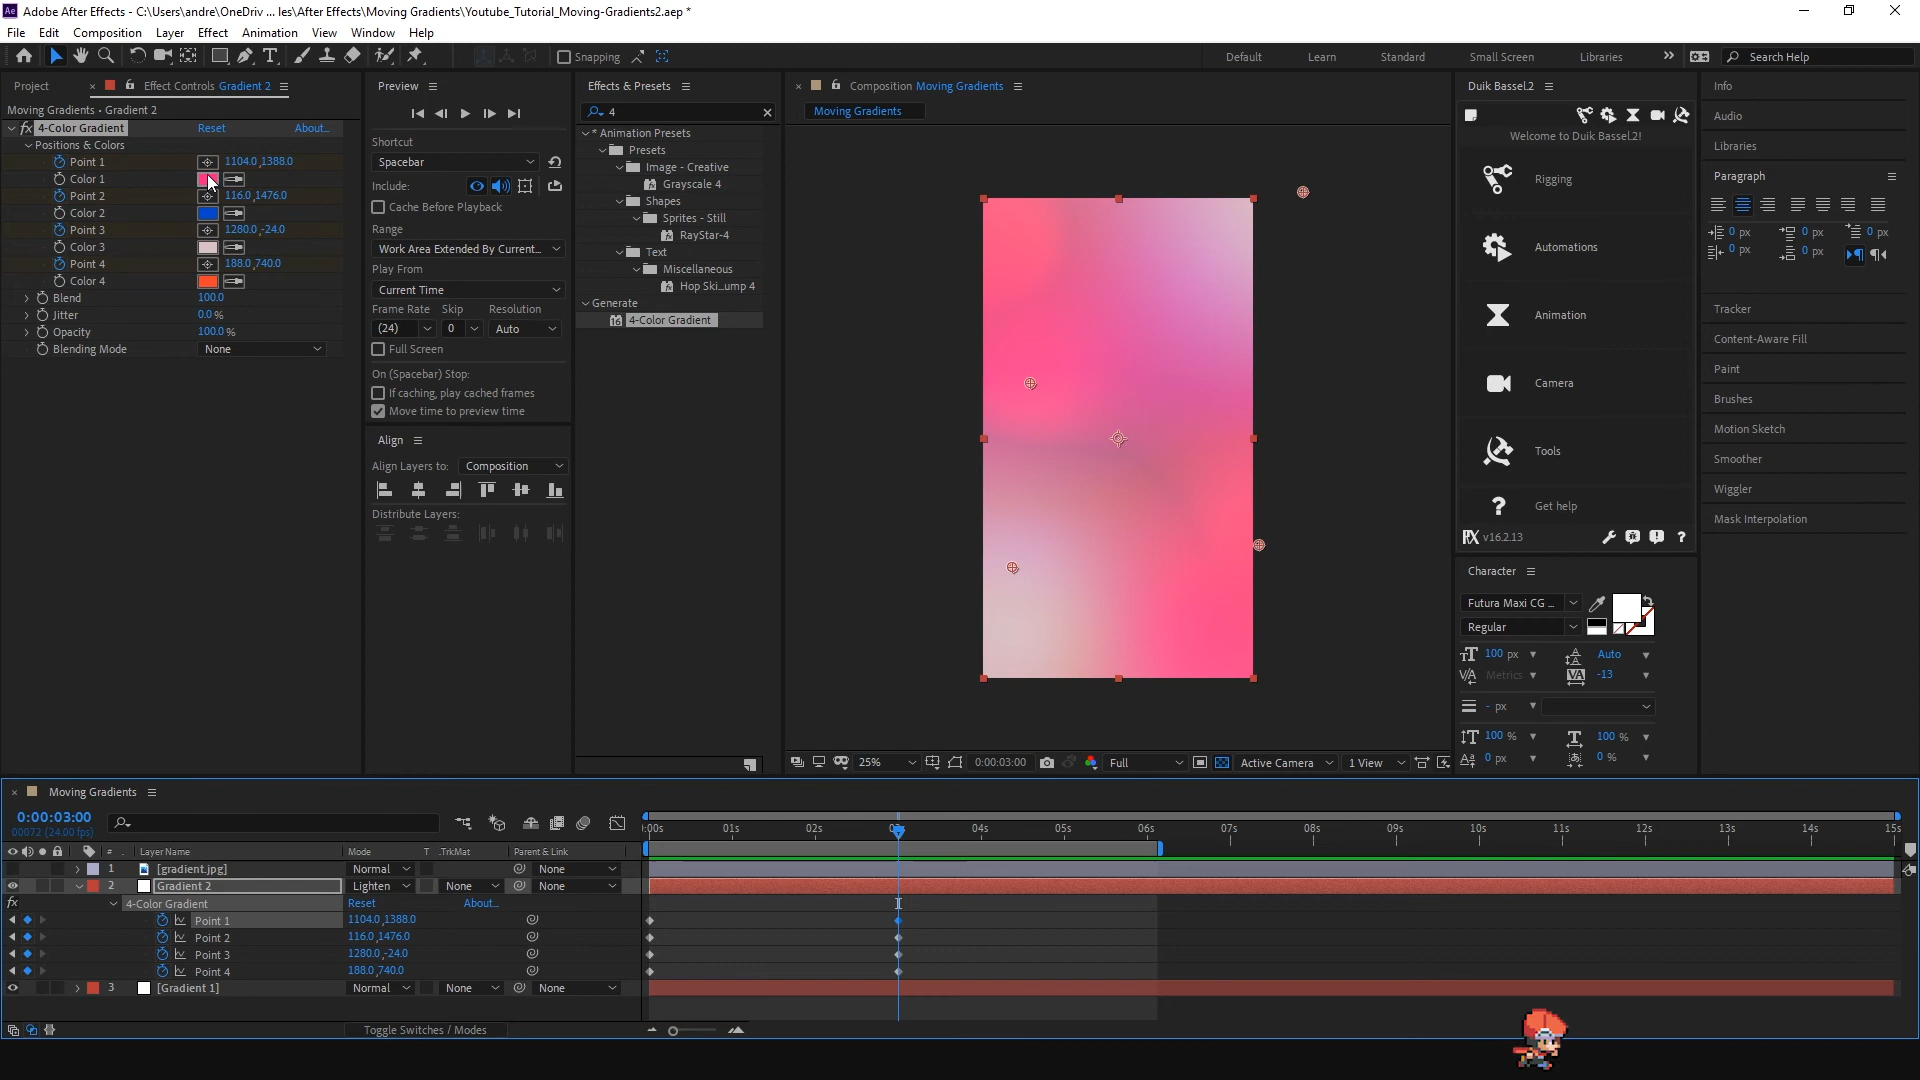 Ae Adobe After Effects - C:\Users\andre\OneDriv ... les\After Effects\Moving Gradients\Youtube_Tutorial_Moving-Gradients2.aep *
File Edit Composition Layer Effect Animation View Window Help
Snapping Default Learn Standard Small Screen Libraries Search Help
Project Effect Controls Gradient 2
Moving Gradients • Gradient 2
fx 4-Color Gradient Reset About...
Positions & Colors
Point 1 1104.0,1388.0
Color 1
Point 2 116.0,1476.0
Color 2
Point 3 1280.0,-24.0
Color 3
Point 4 188.0,740.0
Color 4
Blend 100.0
Jitter 0.0 %
Opacity 100.0 %
Blending Mode None
Preview
Shortcut
Spacebar
Include:
Cache Before Playback
Range
Work Area Extended By Current...
Play From
Current Time
Frame Rate Skip Resolution
(24) 0 Auto
Full Screen
On (Spacebar) Stop:
If caching, play cached frames
Move time to preview time
Align
Align Layers to: Composition
Distribute Layers:
Effects & Presets
4
* Animation Presets
Presets
Image - Creative
Grayscale 4
Shapes
Sprites - Still
RayStar-4
Text
Miscellaneous
Hop Ski...ump 4
Generate
4-Color Gradient
Composition Moving Gradients
Moving Gradients
25% 0:00:03:00 Full Active Camera 1 View
Duik Bassel.2
Welcome to Duik Bassel.2!
Rigging
Automations
Animation
Camera
Tools
Get help
v16.2.13
Character
Futura Maxi CG ...
Regular
100 px Auto
Metrics -13
- px
100 % 100 %
0 px 0 %
Info
Audio
Libraries
Paragraph
0 px 0 px 0 px
0 px 0 px
Tracker
Content-Aware Fill
Paint
Brushes
Motion Sketch
Smoother
Wiggler
Mask Interpolation
Moving Gradients
0:00:03:00
00072 (24.00 fps)
:00s 01s 02s 04s 05s 06s 07s 08s 09s 10s 11s 12s 13s 14s 15s
# Layer Name Mode T .TrkMat Parent & Link
1 [gradient.jpg] Normal None
2 Gradient 2 Lighten None None
fx 4-Color Gradient Reset About...
Point 1 1104.0,1388.0
Point 2 116.0,1476.0
Point 3 1280.0,-24.0
Point 4 188.0,740.0
3 [Gradient 1] Normal None None
Toggle Switches / Modes